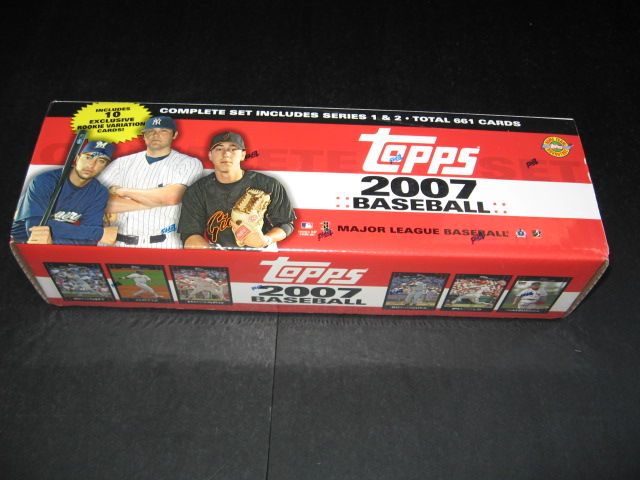 INCLUDES
10
EXCLUSIVE
ROOKIE VARIATION
CARDS!
COMPLETE SET INCLUDES SERIES 1 & 2 • TOTAL 661 CARDS
TOPPS
2007
BASEBALL
MAJOR LEAGUE BASEBALL
TOPPS
2007
BASEBALL